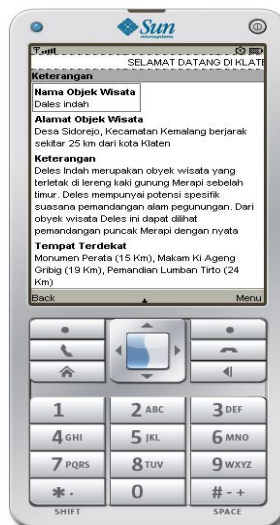 Sun
microsystems
SELAMAT DATANG DI KLATE
Keterangan
Nama Objek Wisata
Dales indah
Alamat Objek Wisata
Desa Sidorejo, Kecamatan Kemalang berjarak
sekitar 25 km dari kota Klaten
Keterangan
Deles Indah merupakan obyek wisata yang
terletak di lereng kaki gunung Merapi sebelah
timur. Deles mempunyai potensi spesifik
suasana pemandangan alam pegunungan. Dari
obyek wisata Deles ini dapat dilihat
pemandangan puncak Merapi dengan nyata
Tempat Terdekat
Monumen Perata (15 Km), Makam Ki Ageng
Gribig (19 Km), Pemandian Lumban Tirto (24
Km)
Back Menu
1 2 ABC 3 DEF
4 GHI 5 JKL 6 MNO
7 PQRS 8 TUV 9 WXYZ
* . 0 # - +
SHIFT SPACE